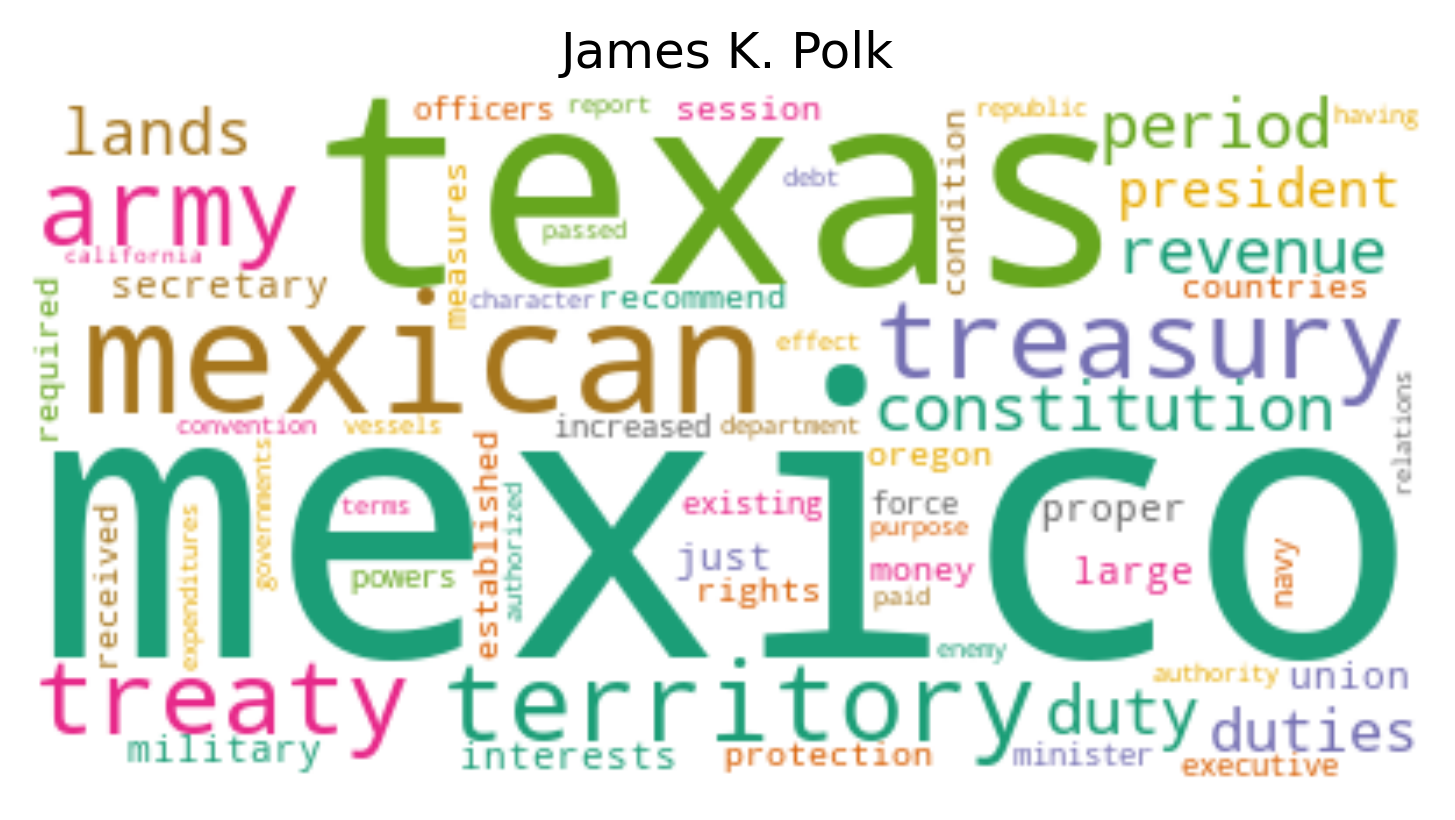 James K. Polk
officers report session republic
lands texas condition period having
army measures debt president
passed
california revenue
secretary character recommend countries
required mexican effect treasury
constitution
convention vessels increased department relations
mexico governments established oregon
received expenditures terms authorized existing force proper
purpose
powers just money large navy
rights paid
enemy
treaty territory authority union
duty duties
military interests protection minister
executive